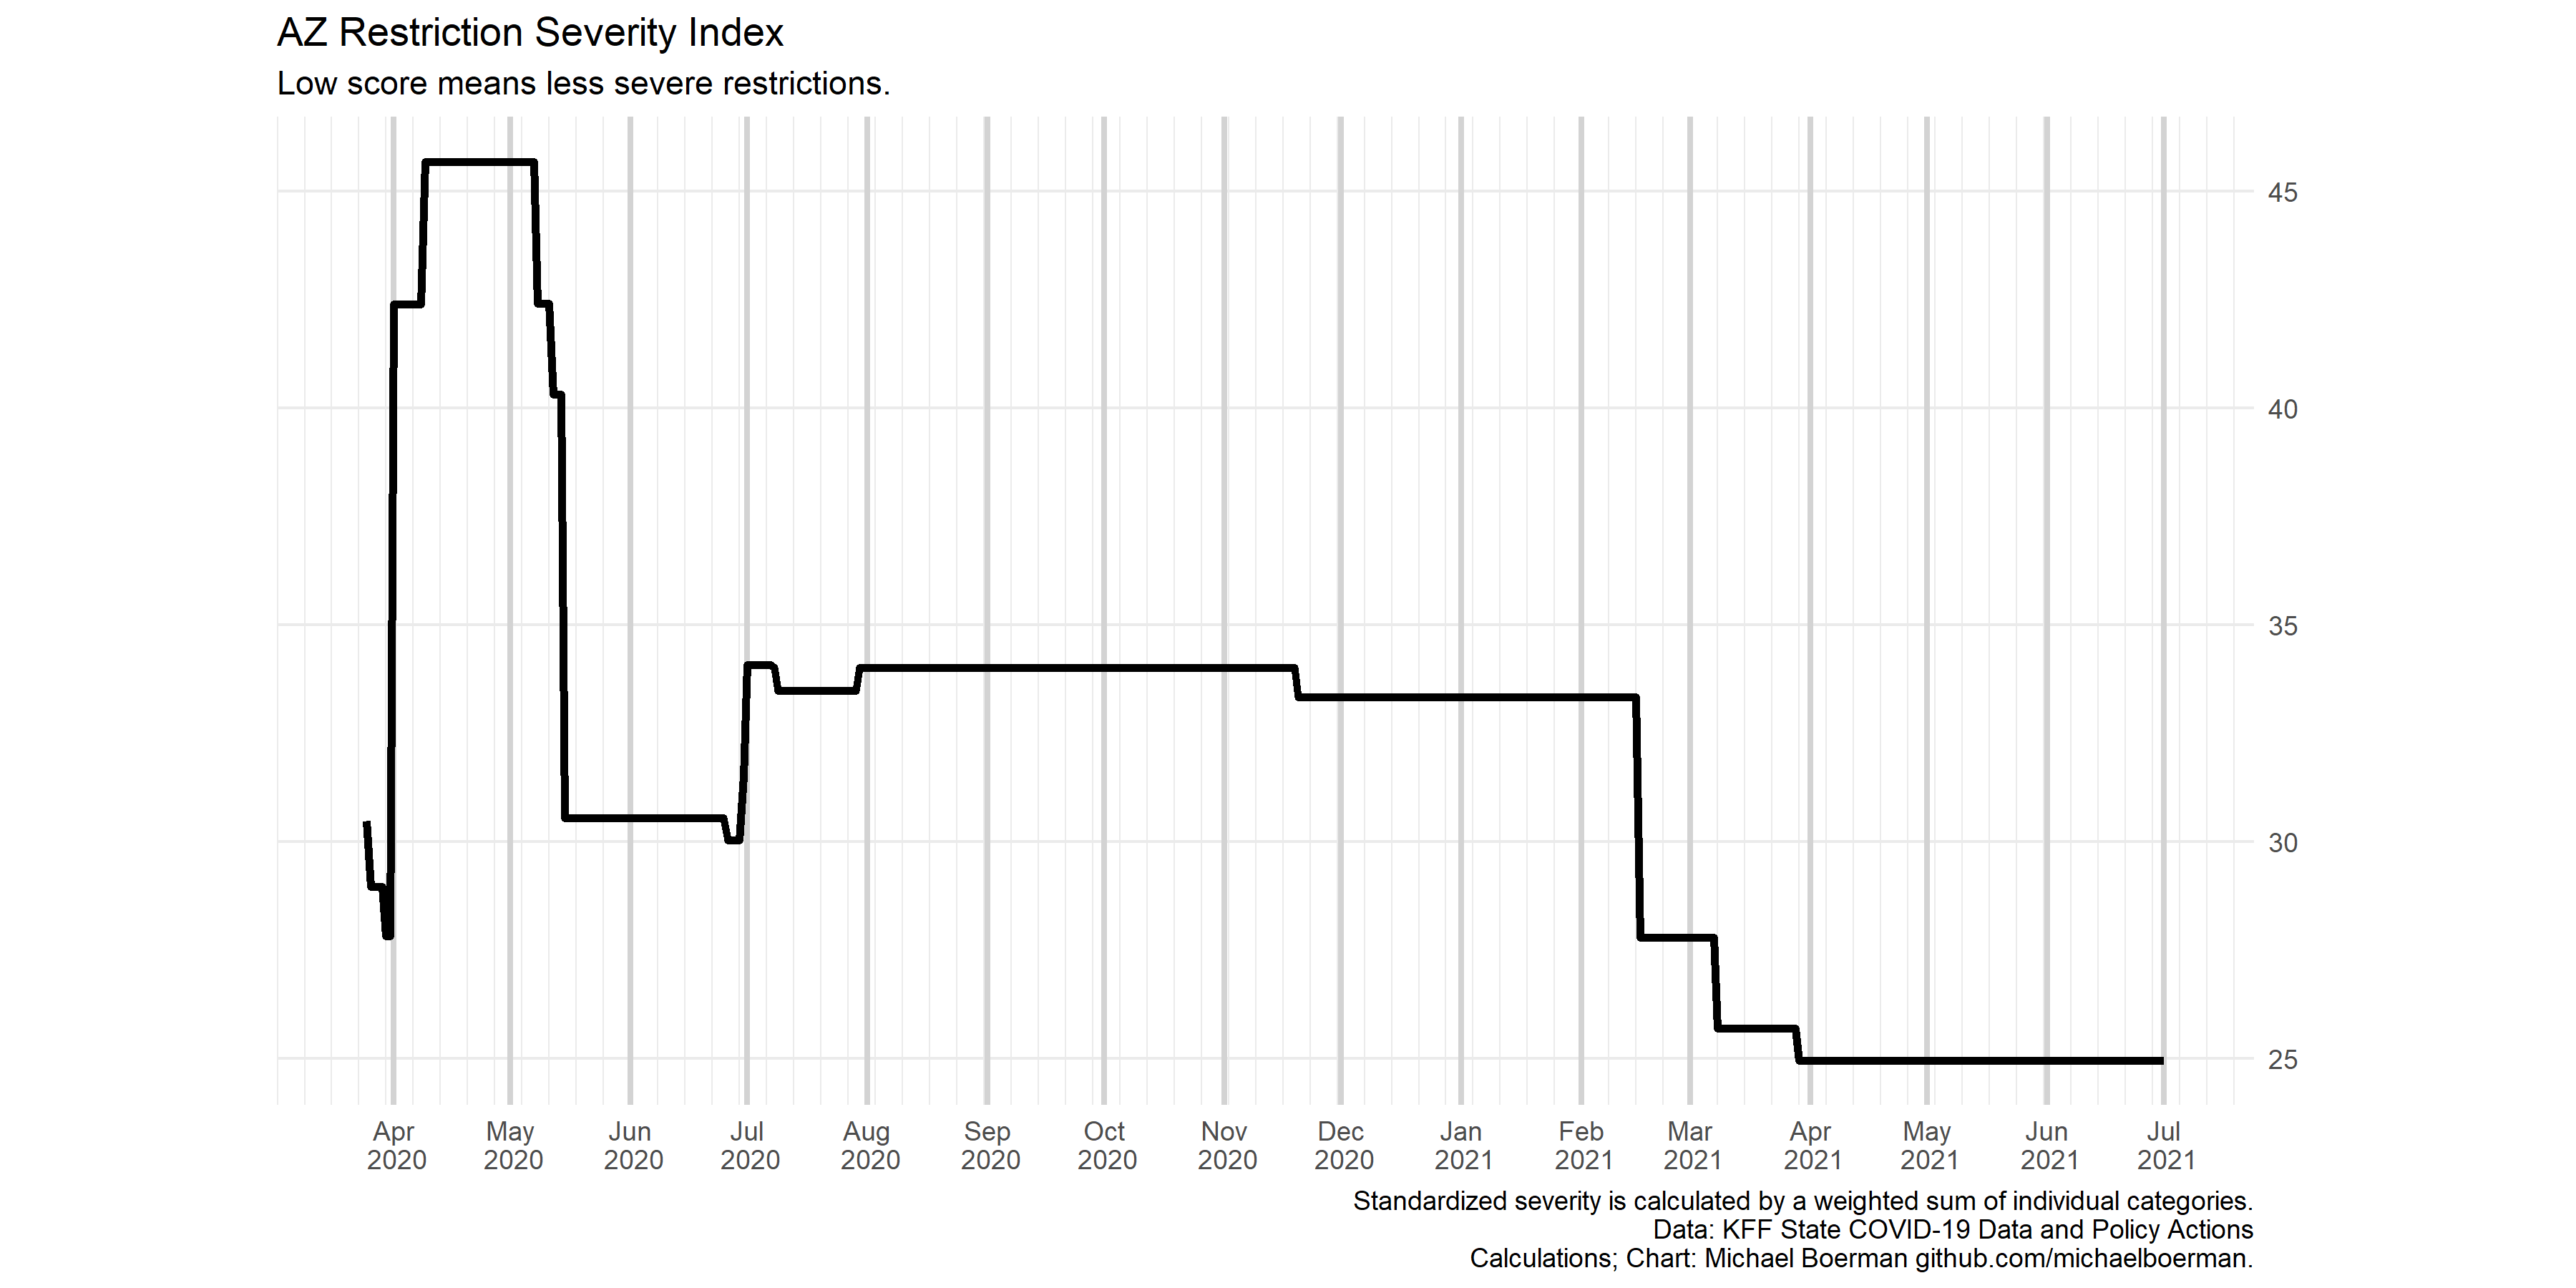 AZ Restriction Severity Index
Low score means less severe restrictions.
45
40
35
30
25
Apr May Jun Jul Aug Sep Oct Nov Dec Jan Feb Mar Apr May Jun Jul
2020 2020 2020 2020 2020 2020 2020 2020 2020 2021 2021 2021 2021 2021 2021 2021
Standardized severity is calculated by a weighted sum of individual categories.
Data: KFF State COVID-19 Data and Policy Actions
Calculations; Chart: Michael Boerman github.com/michaelboerman.